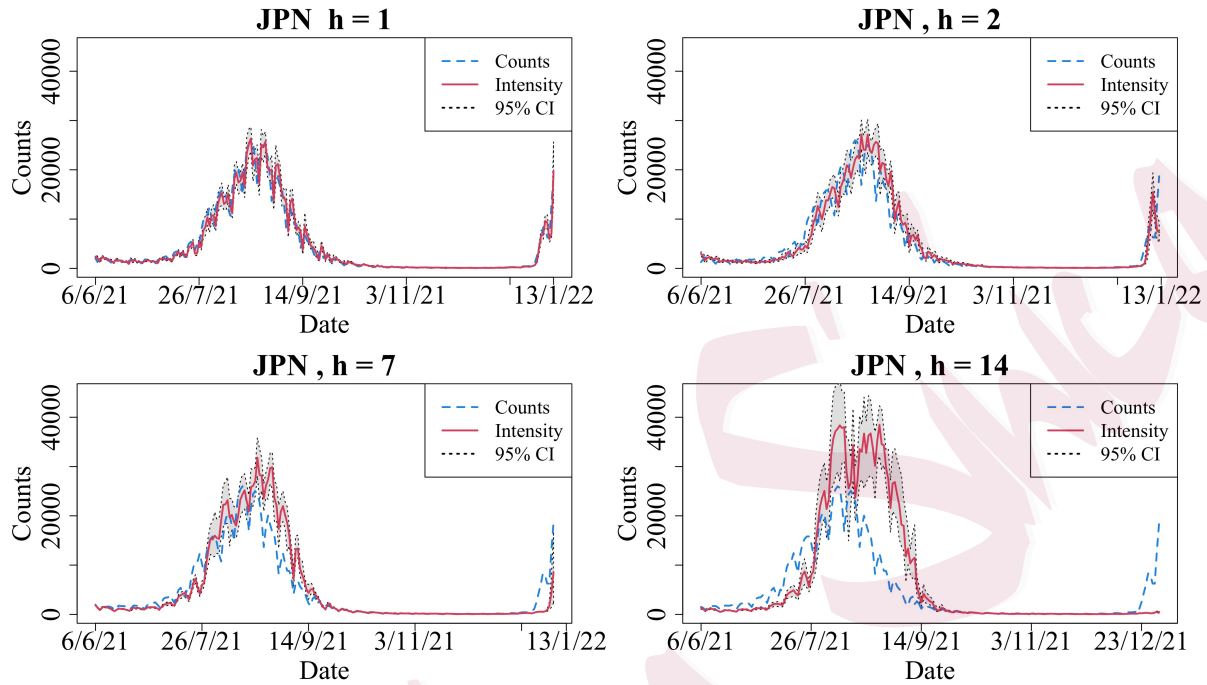 JPN h = 1
Counts
Intensity
95% CI
Counts
0
20000
40000
6/6/21
26/7/21
14/9/21
3/11/21
13/1/22
Date
JPN , h = 2
Counts
Intensity
95% CI
Counts
0
20000
40000
6/6/21
26/7/21
14/9/21
3/11/21
13/1/22
Date
JPN , h = 7
Counts
Intensity
95% CI
Counts
0
20000
40000
6/6/21
26/7/21
14/9/21
3/11/21
13/1/22
Date
JPN , h = 14
Counts
Intensity
95% CI
Counts
0
20000
40000
6/6/21
26/7/21
14/9/21
3/11/21
23/12/21
Date